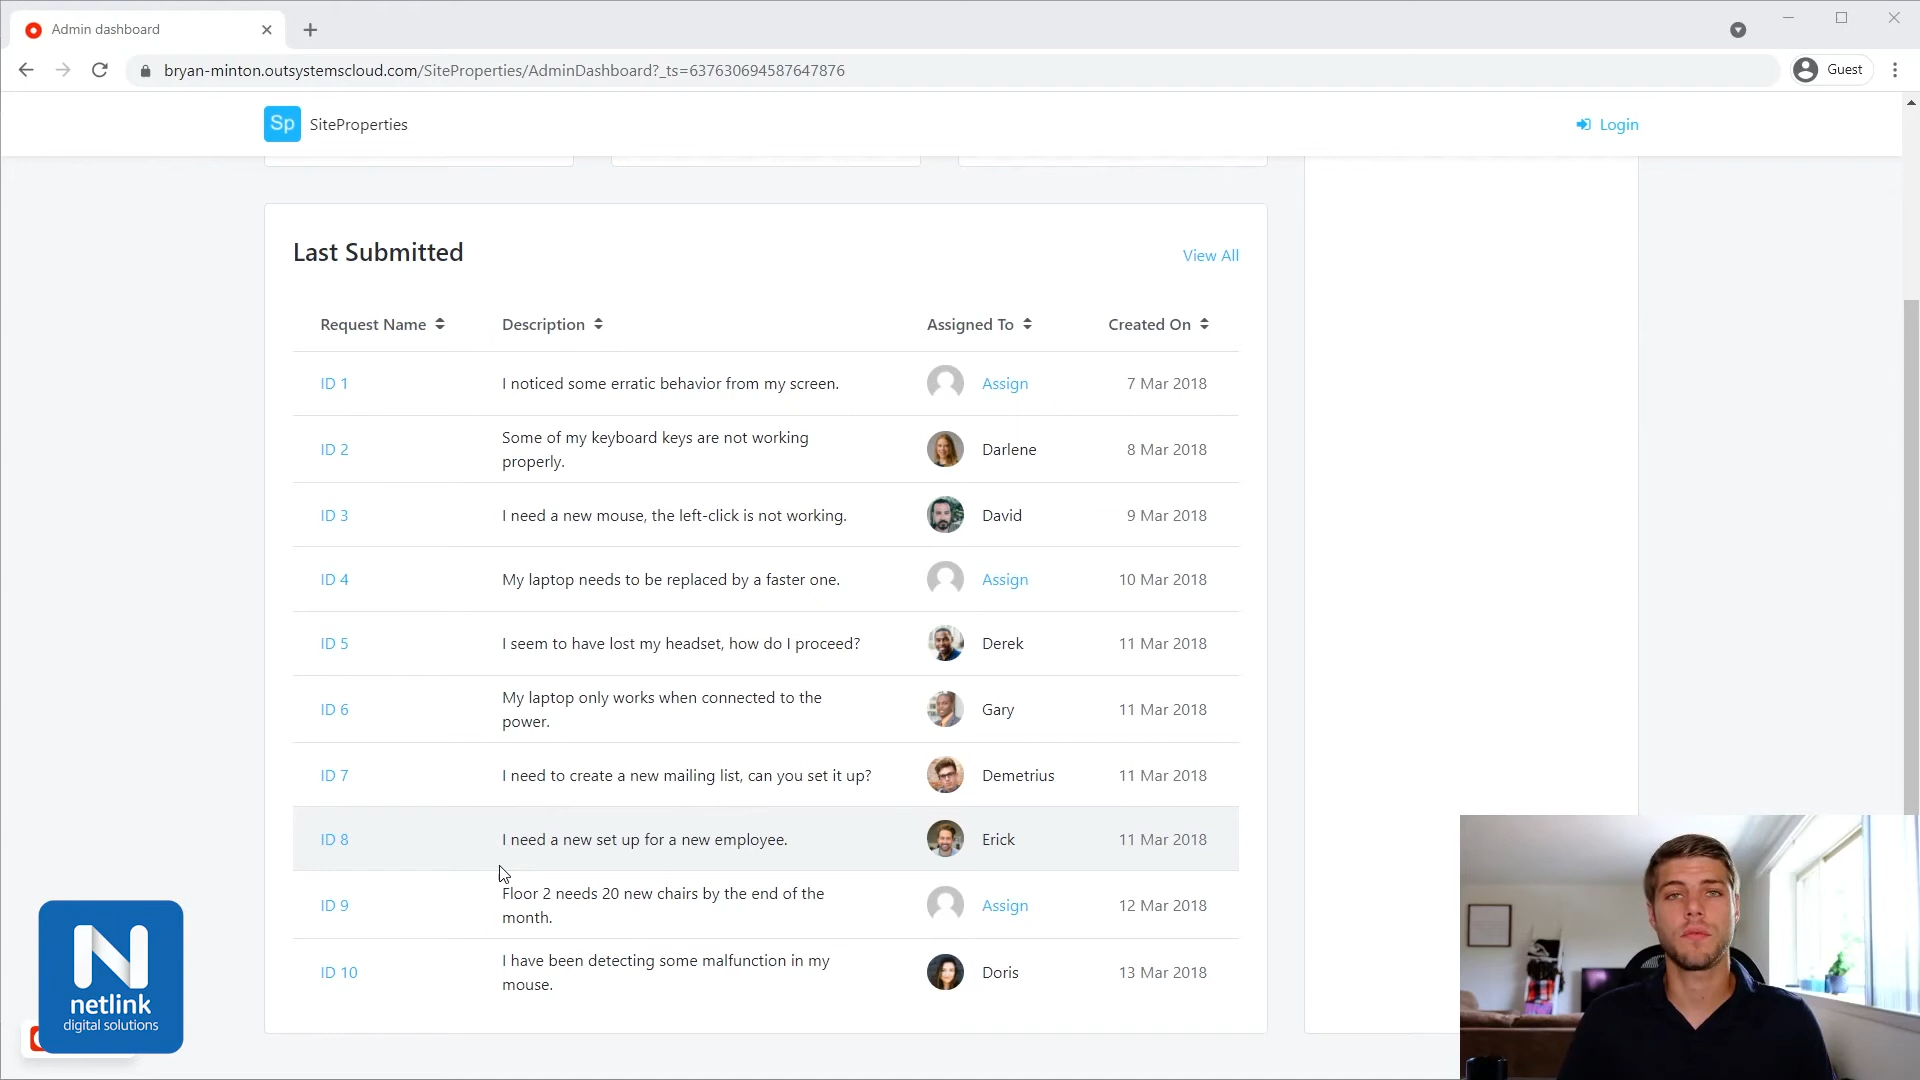 Admin dashboard
bryan-minton.outsystemscloud.com/SiteProperties/AdminDashboard?_ts=637630694587647876
Guest
Sp SiteProperties
Login
Last Submitted
View All
Request Name Description Assigned To Created On
ID 1 I noticed some erratic behavior from my screen. Assign 7 Mar 2018
ID 2 Some of my keyboard keys are not working
properly. Darlene 8 Mar 2018
ID 3 I need a new mouse, the left-click is not working. David 9 Mar 2018
ID 4 My laptop needs to be replaced by a faster one. Assign 10 Mar 2018
ID 5 I seem to have lost my headset, how do I proceed? Derek 11 Mar 2018
ID 6 My laptop only works when connected to the
power. Gary 11 Mar 2018
ID 7 I need to create a new mailing list, can you set it up? Demetrius 11 Mar 2018
ID 8 I need a new set up for a new employee. Erick 11 Mar 2018
ID 9 Floor 2 needs 20 new chairs by the end of the
month. Assign 12 Mar 2018
ID 10 I have been detecting some malfunction in my
mouse. Doris 13 Mar 2018
N
netlink
digital solutions